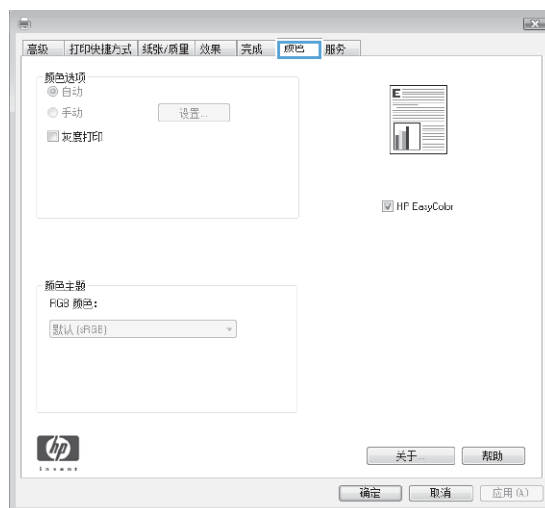 高级 打印快捷方式 纸张/质量 效果 完成 颜色 服务
颜色选项
自动
手动 设置...
灰度打印
E
HP EasyColor
颜色主题
RGB 颜色：
默认 (sRGB)
hp
invent
关于... 帮助
确定 取消 应用 (A)